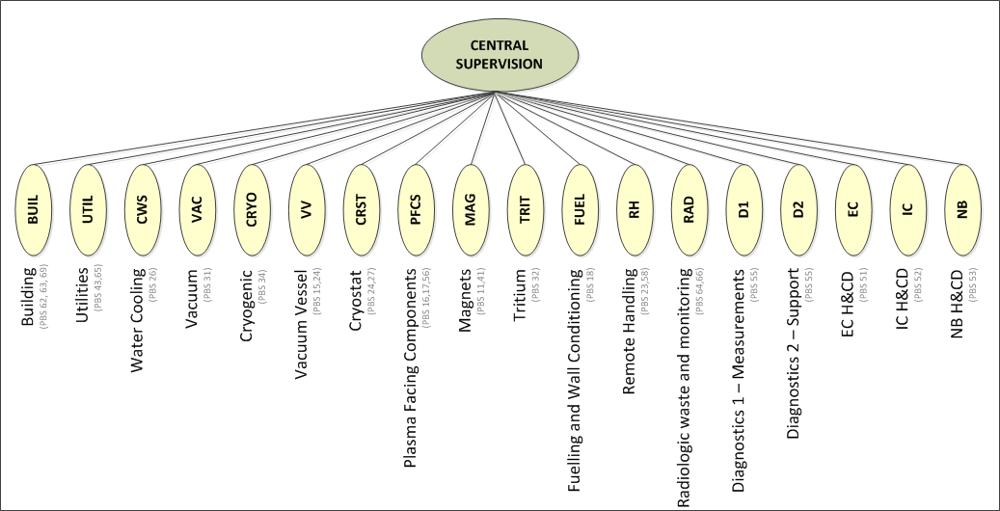 CENTRAL
SUPERVISION
BUIL
UTIL
CWS
VAC
CRYO
VV
CRST
PFCS
MAG
TRIT
FUEL
RH
RAD
D1
D2
EC
IC
NB
Building
(PBS 62, 63, 69)
Utilities
(PBS 43,65)
Water Cooling
(PBS 26)
Vacuum
(PBS 31)
Cryogenic
(PBS 34)
Vacuum Vessel
(PBS 15,24)
Cryostat
(PBS 24,27)
Plasma Facing Components
(PBS 16,17,56)
Magnets
(PBS 11,41)
Tritium
(PBS 32)
Fuelling and Wall Conditioning
(PBS 18)
Remote Handling
(PBS 23,58)
Radiologic waste and monitoring
(PBS 64,66)
Diagnostics 1 – Measurements
(PBS 55)
Diagnostics 2 – Support
(PBS 55)
EC H&CD
(PBS 51)
IC H&CD
(PBS 52)
NB H&CD
(PBS 53)